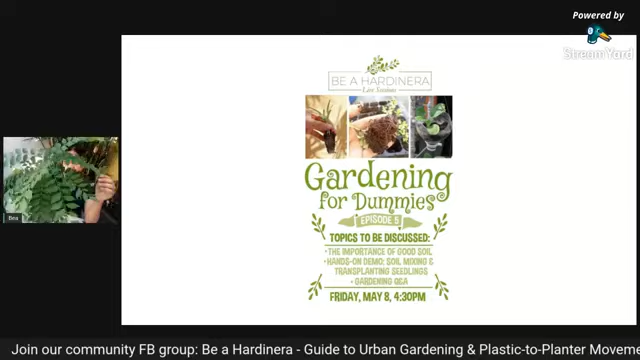 Powered by
StreamYard
BE A HARDINERA
Live Sessions
Gardening
for Dummies
EPISODE 5
TOPICS TO BE DISCUSSED:
• THE IMPORTANCE OF GOOD SOIL
• HANDS-ON DEMO: SOIL MIXING &
TRANSPLANTING SEEDLINGS
• GARDENING Q&A
FRIDAY, MAY 8, 4:30PM
Bea
Join our community FB group: Be a Hardinera - Guide to Urban Gardening & Plastic-to-Planter Moveme